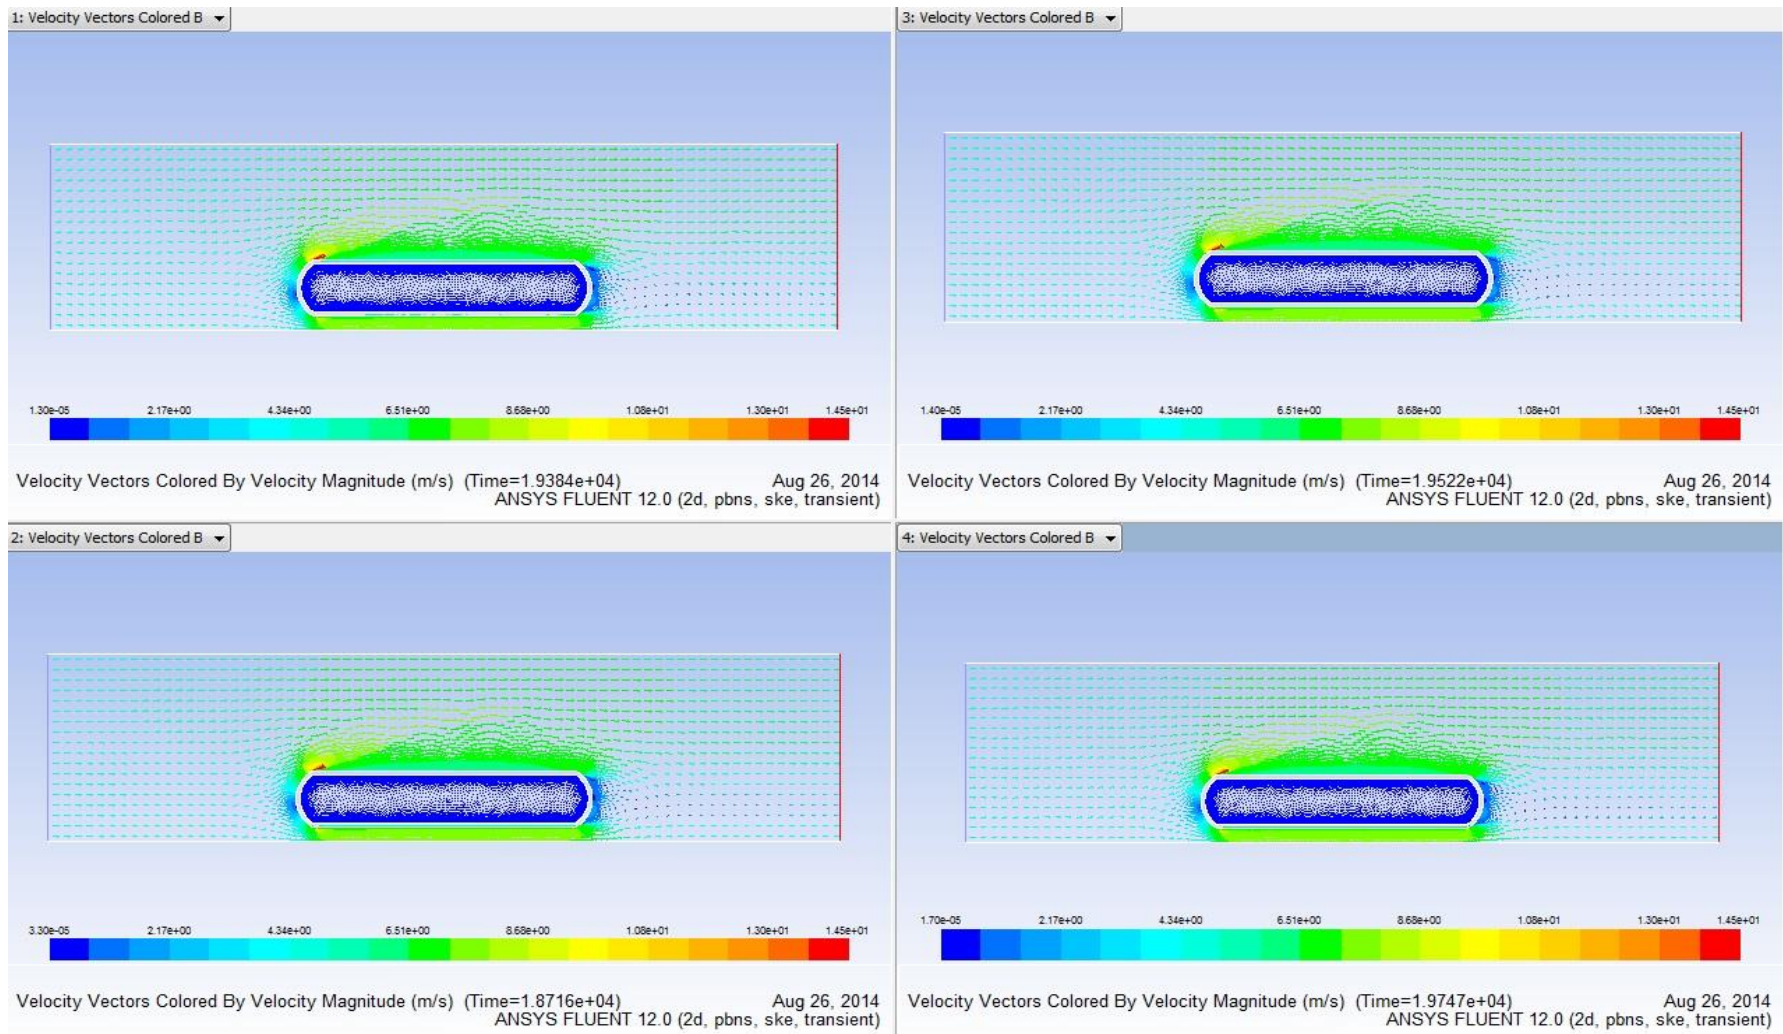 1: Velocity Vectors Colored B
1.30e-05 2.17e+00 4.34e+00 6.51e+00 8.68e+00 1.08e+01 1.30e+01 1.45e+01
Velocity Vectors Colored By Velocity Magnitude (m/s) (Time=1.9384e+04) Aug 26, 2014
ANSYS FLUENT 12.0 (2d, pbns, ske, transient)
3: Velocity Vectors Colored B
1.40e-05 2.17e+00 4.34e+00 6.51e+00 8.68e+00 1.08e+01 1.30e+01 1.45e+01
Velocity Vectors Colored By Velocity Magnitude (m/s) (Time=1.9522e+04) Aug 26, 2014
ANSYS FLUENT 12.0 (2d, pbns, ske, transient)
2: Velocity Vectors Colored B
3.30e-05 2.17e+00 4.34e+00 6.51e+00 8.68e+00 1.08e+01 1.30e+01 1.45e+01
Velocity Vectors Colored By Velocity Magnitude (m/s) (Time=1.8716e+04) Aug 26, 2014
ANSYS FLUENT 12.0 (2d, pbns, ske, transient)
4: Velocity Vectors Colored B
1.70e-05 2.17e+00 4.34e+00 6.51e+00 8.68e+00 1.08e+01 1.30e+01 1.45e+01
Velocity Vectors Colored By Velocity Magnitude (m/s) (Time=1.9747e+04) Aug 26, 2014
ANSYS FLUENT 12.0 (2d, pbns, ske, transient)